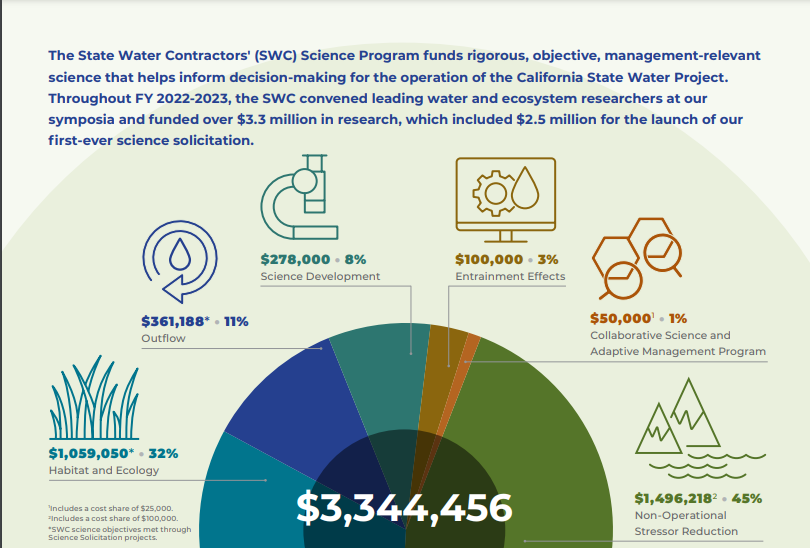 The State Water Contractors' (SWC) Science Program funds rigorous, objective, management-relevant
science that helps inform decision-making for the operation of the California State Water Project.
Throughout FY 2022-2023, the SWC convened leading water and ecosystem researchers at our
symposia and funded over $3.3 million in research, which included $2.5 million for the launch of our
first-ever science solicitation.
$278,000 • 8%
Science Development
$100,000 • 3%
Entrainment Effects
$361,188* • 11%
Outflow
$50,000¹ • 1%
Collaborative Science and
Adaptive Management Program
$1,059,050* • 32%
Habitat and Ecology
$1,496,218² • 45%
Non-Operational
Stressor Reduction
$3,344,456
¹Includes a cost share of $25,000.
²Includes a cost share of $100,000.
*SWC science objectives met through
Science Solicitation projects.